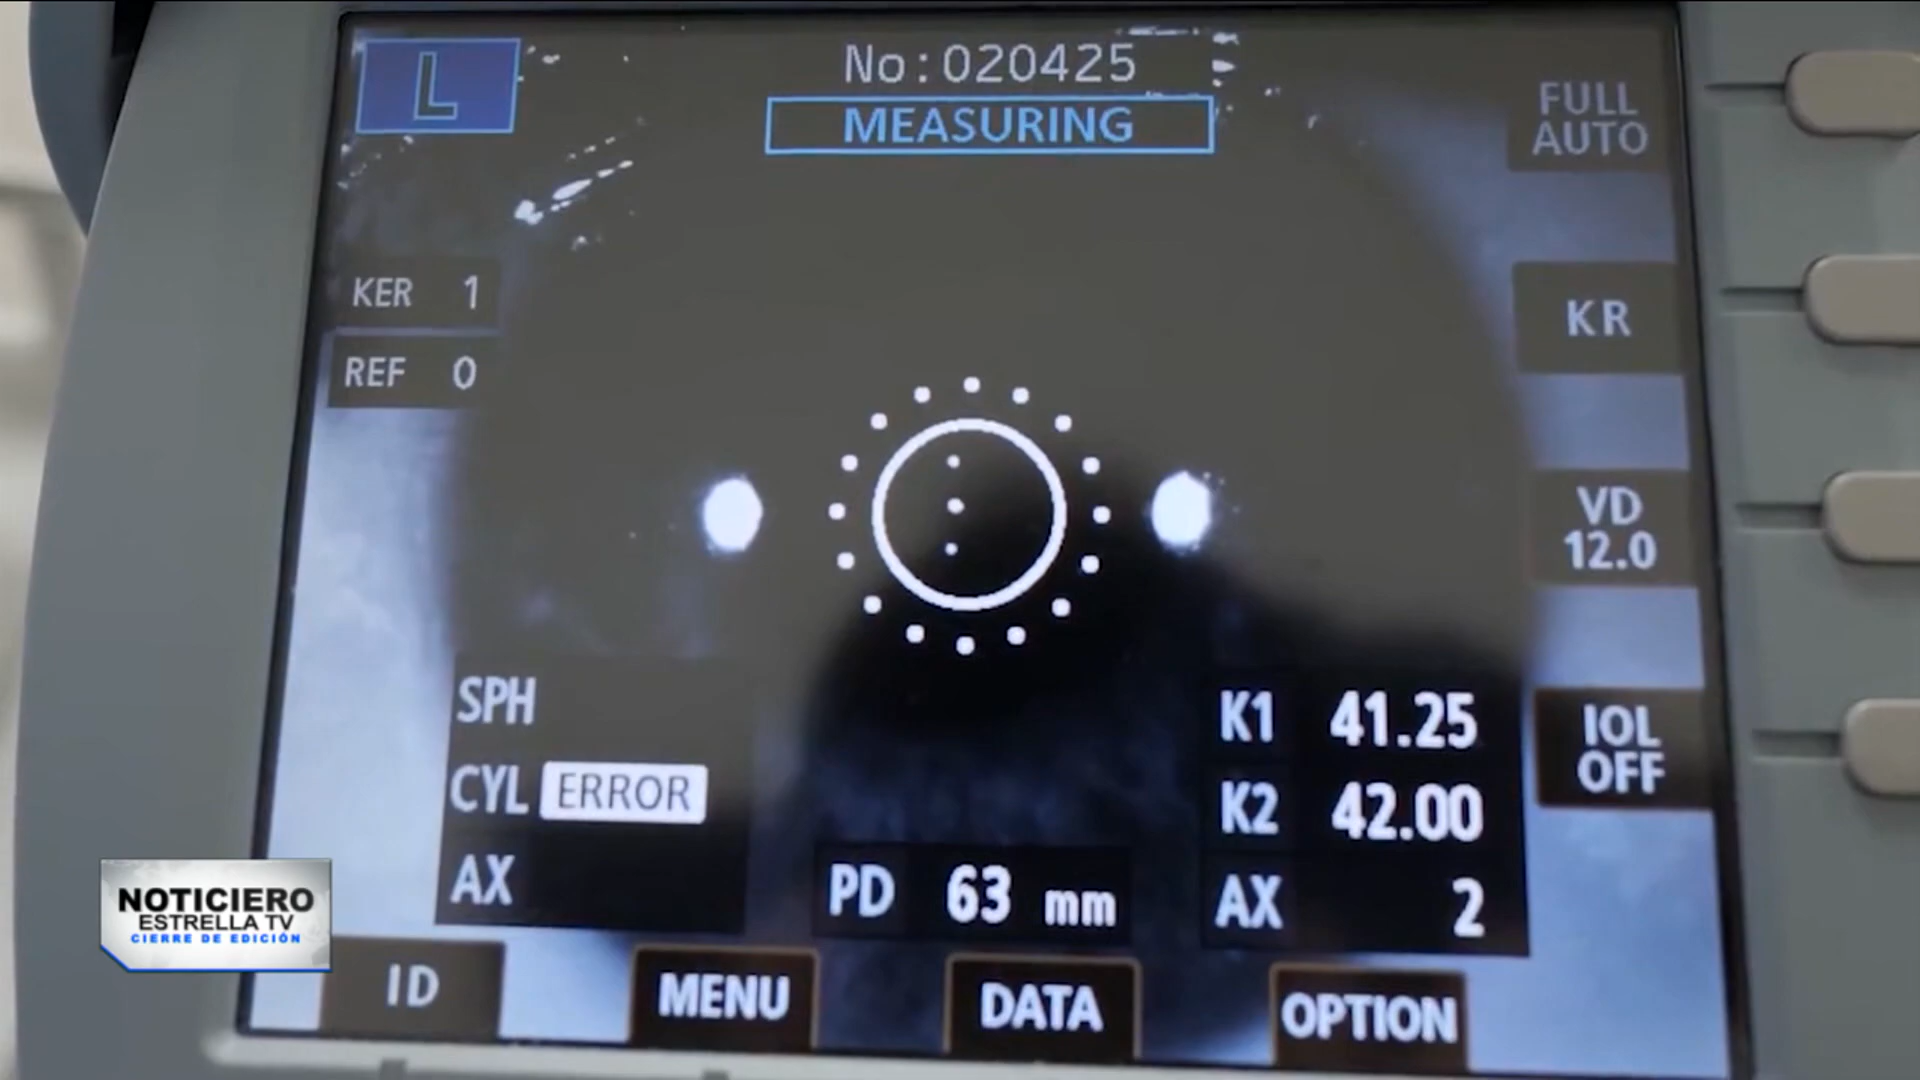 L
No:020425
MEASURING
FULL
AUTO
KER 1
REF 0
KR
VD
12.0
SPH
CYL ERROR
AX
PD 63 mm
K1 41.25
K2 42.00
AX 2
IOL
OFF
ID
MENU
DATA
OPTION
NOTICIERO
ESTRELLA TV
CIERRE DE EDICIÓN